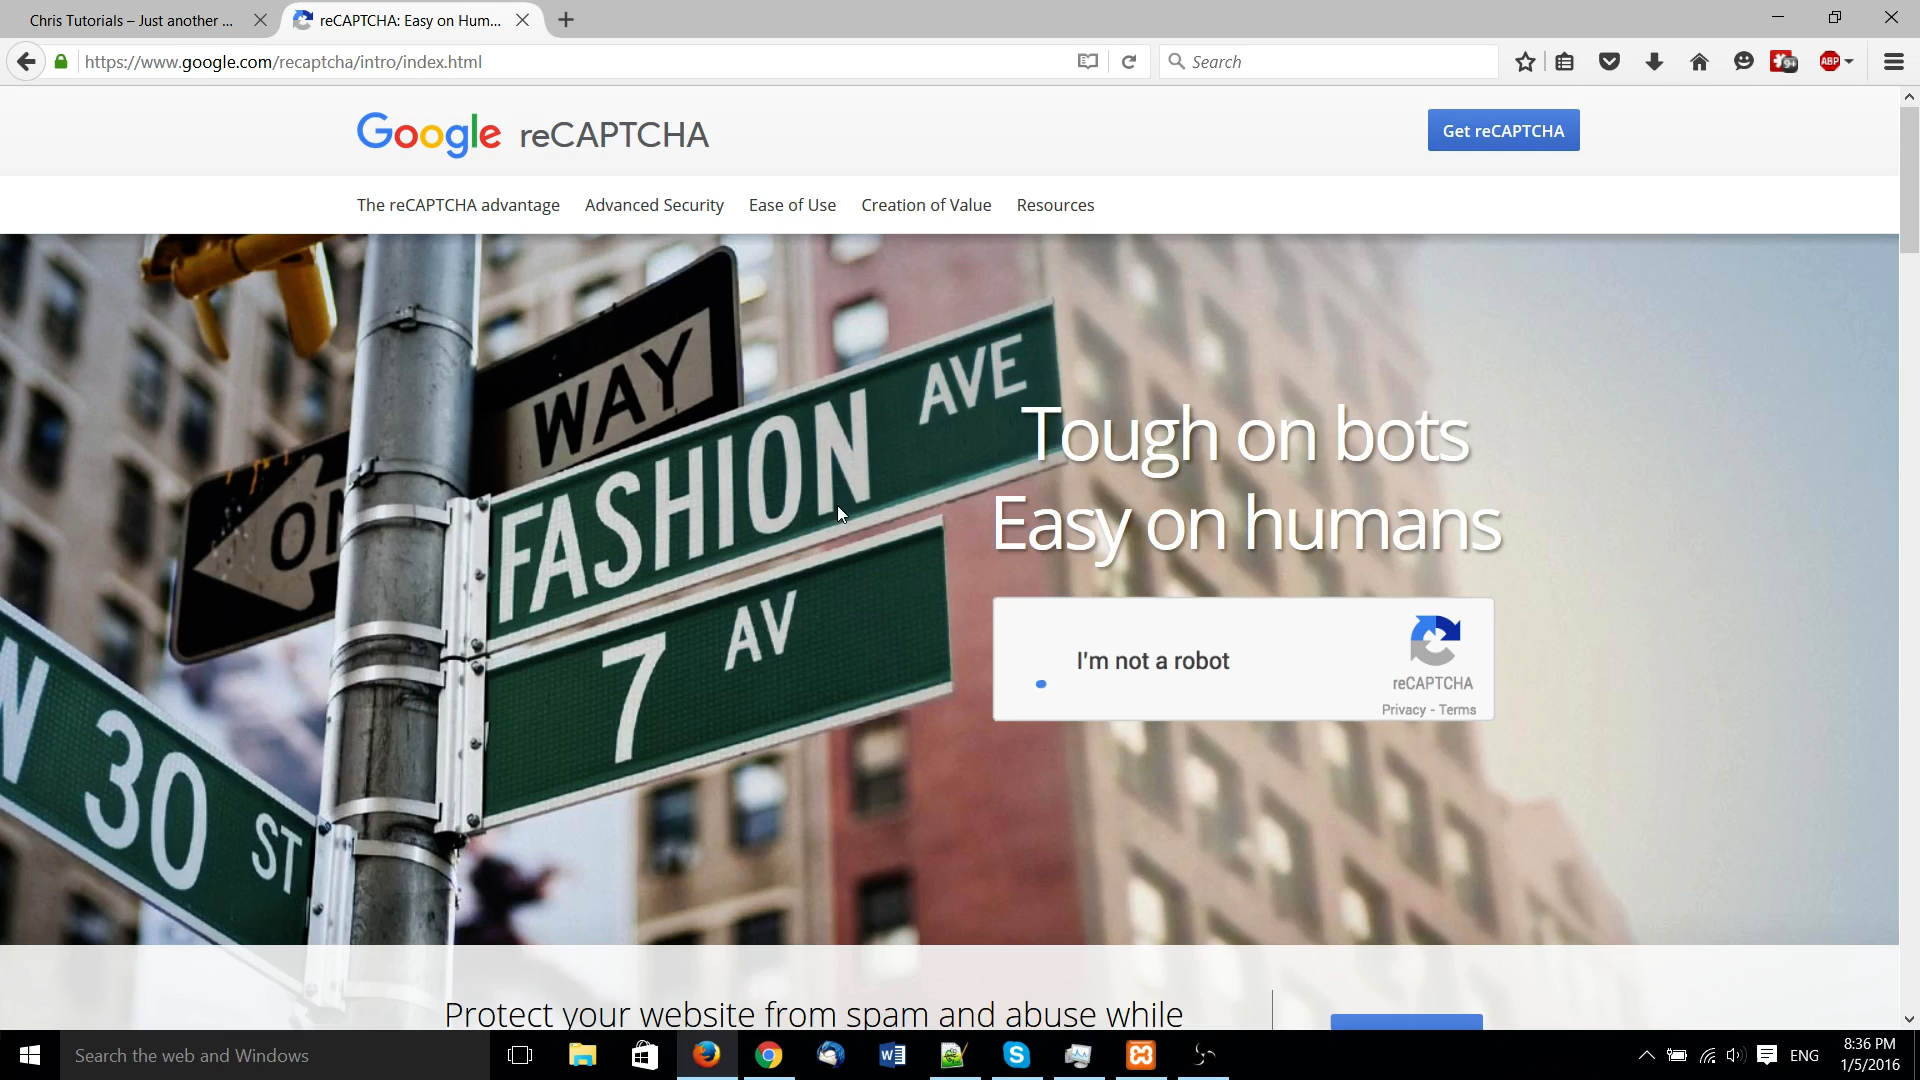 Chris Tutorials – Just another ...
reCAPTCHA: Easy on Hum...
https://www.google.com/recaptcha/intro/index.html
Search
9+
ABP
Google reCAPTCHA
Get reCAPTCHA
The reCAPTCHA advantage
Advanced Security
Ease of Use
Creation of Value
Resources
WAY
FASHION AVE
ON
7 AV
W 30 ST
Tough on bots
Easy on humans
I'm not a robot
reCAPTCHA
Privacy - Terms
Protect your website from spam and abuse while
Search the web and Windows
ENG
8:36 PM
1/5/2016